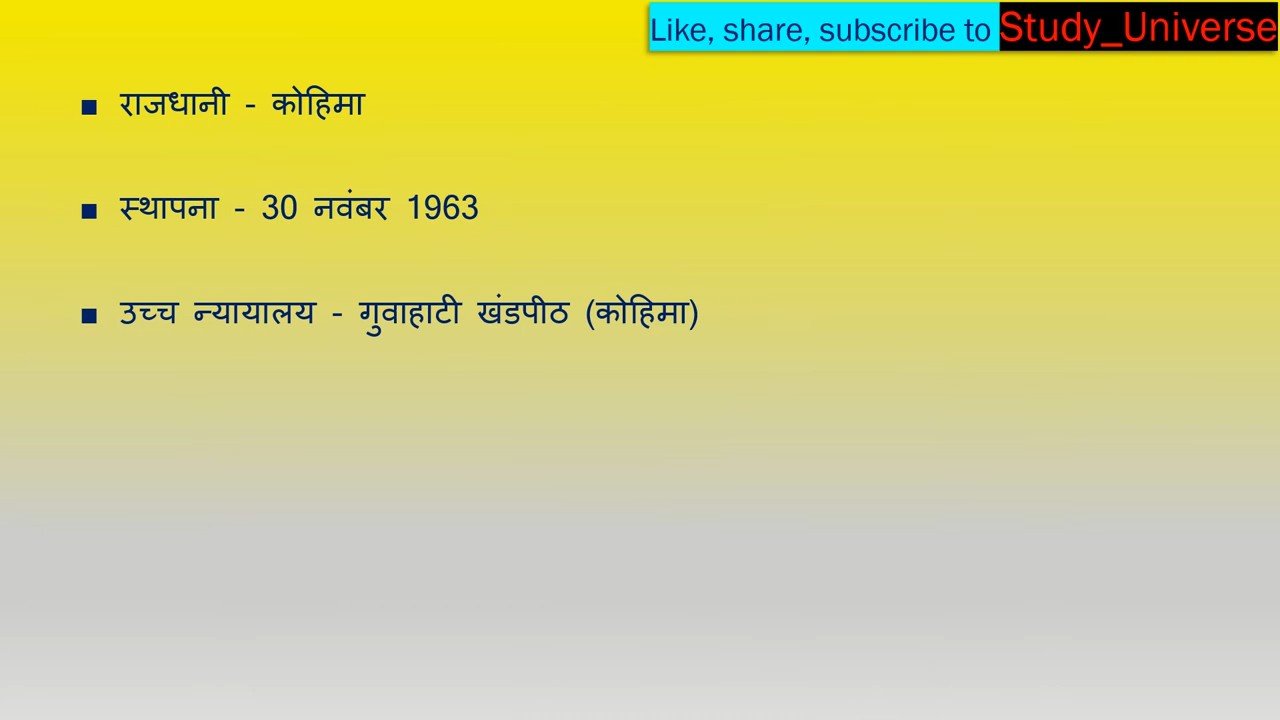 Like, share, subscribe to Study_Universe
▪ राजधानी - कोहिमा
▪ स्थापना - 30 नवंबर 1963
▪ उच्च न्यायालय - गुवाहाटी खंडपीठ (कोहिमा)